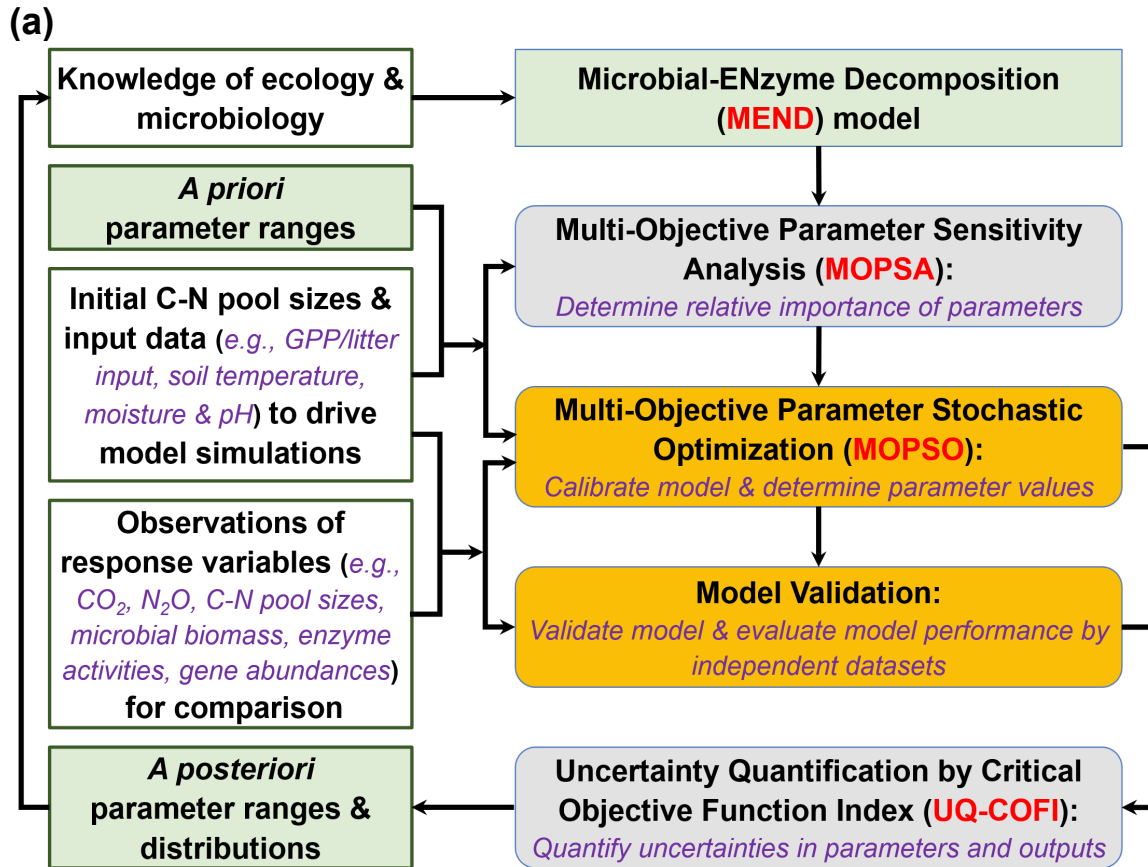 (a)
Knowledge of ecology &
microbiology
Microbial-ENzyme Decomposition
(MEND) model
A priori
parameter ranges
Multi-Objective Parameter Sensitivity
Analysis (MOPSA):
Determine relative importance of parameters
Initial C-N pool sizes &
input data (e.g., GPP/litter
input, soil temperature,
moisture & pH) to drive
model simulations
Multi-Objective Parameter Stochastic
Optimization (MOPSO):
Calibrate model & determine parameter values
Observations of
response variables (e.g.,
CO₂, N₂O, C-N pool sizes,
microbial biomass, enzyme
activities, gene abundances)
for comparison
Model Validation:
Validate model & evaluate model performance by
independent datasets
A posteriori
parameter ranges &
distributions
Uncertainty Quantification by Critical
Objective Function Index (UQ-COFI):
Quantify uncertainties in parameters and outputs